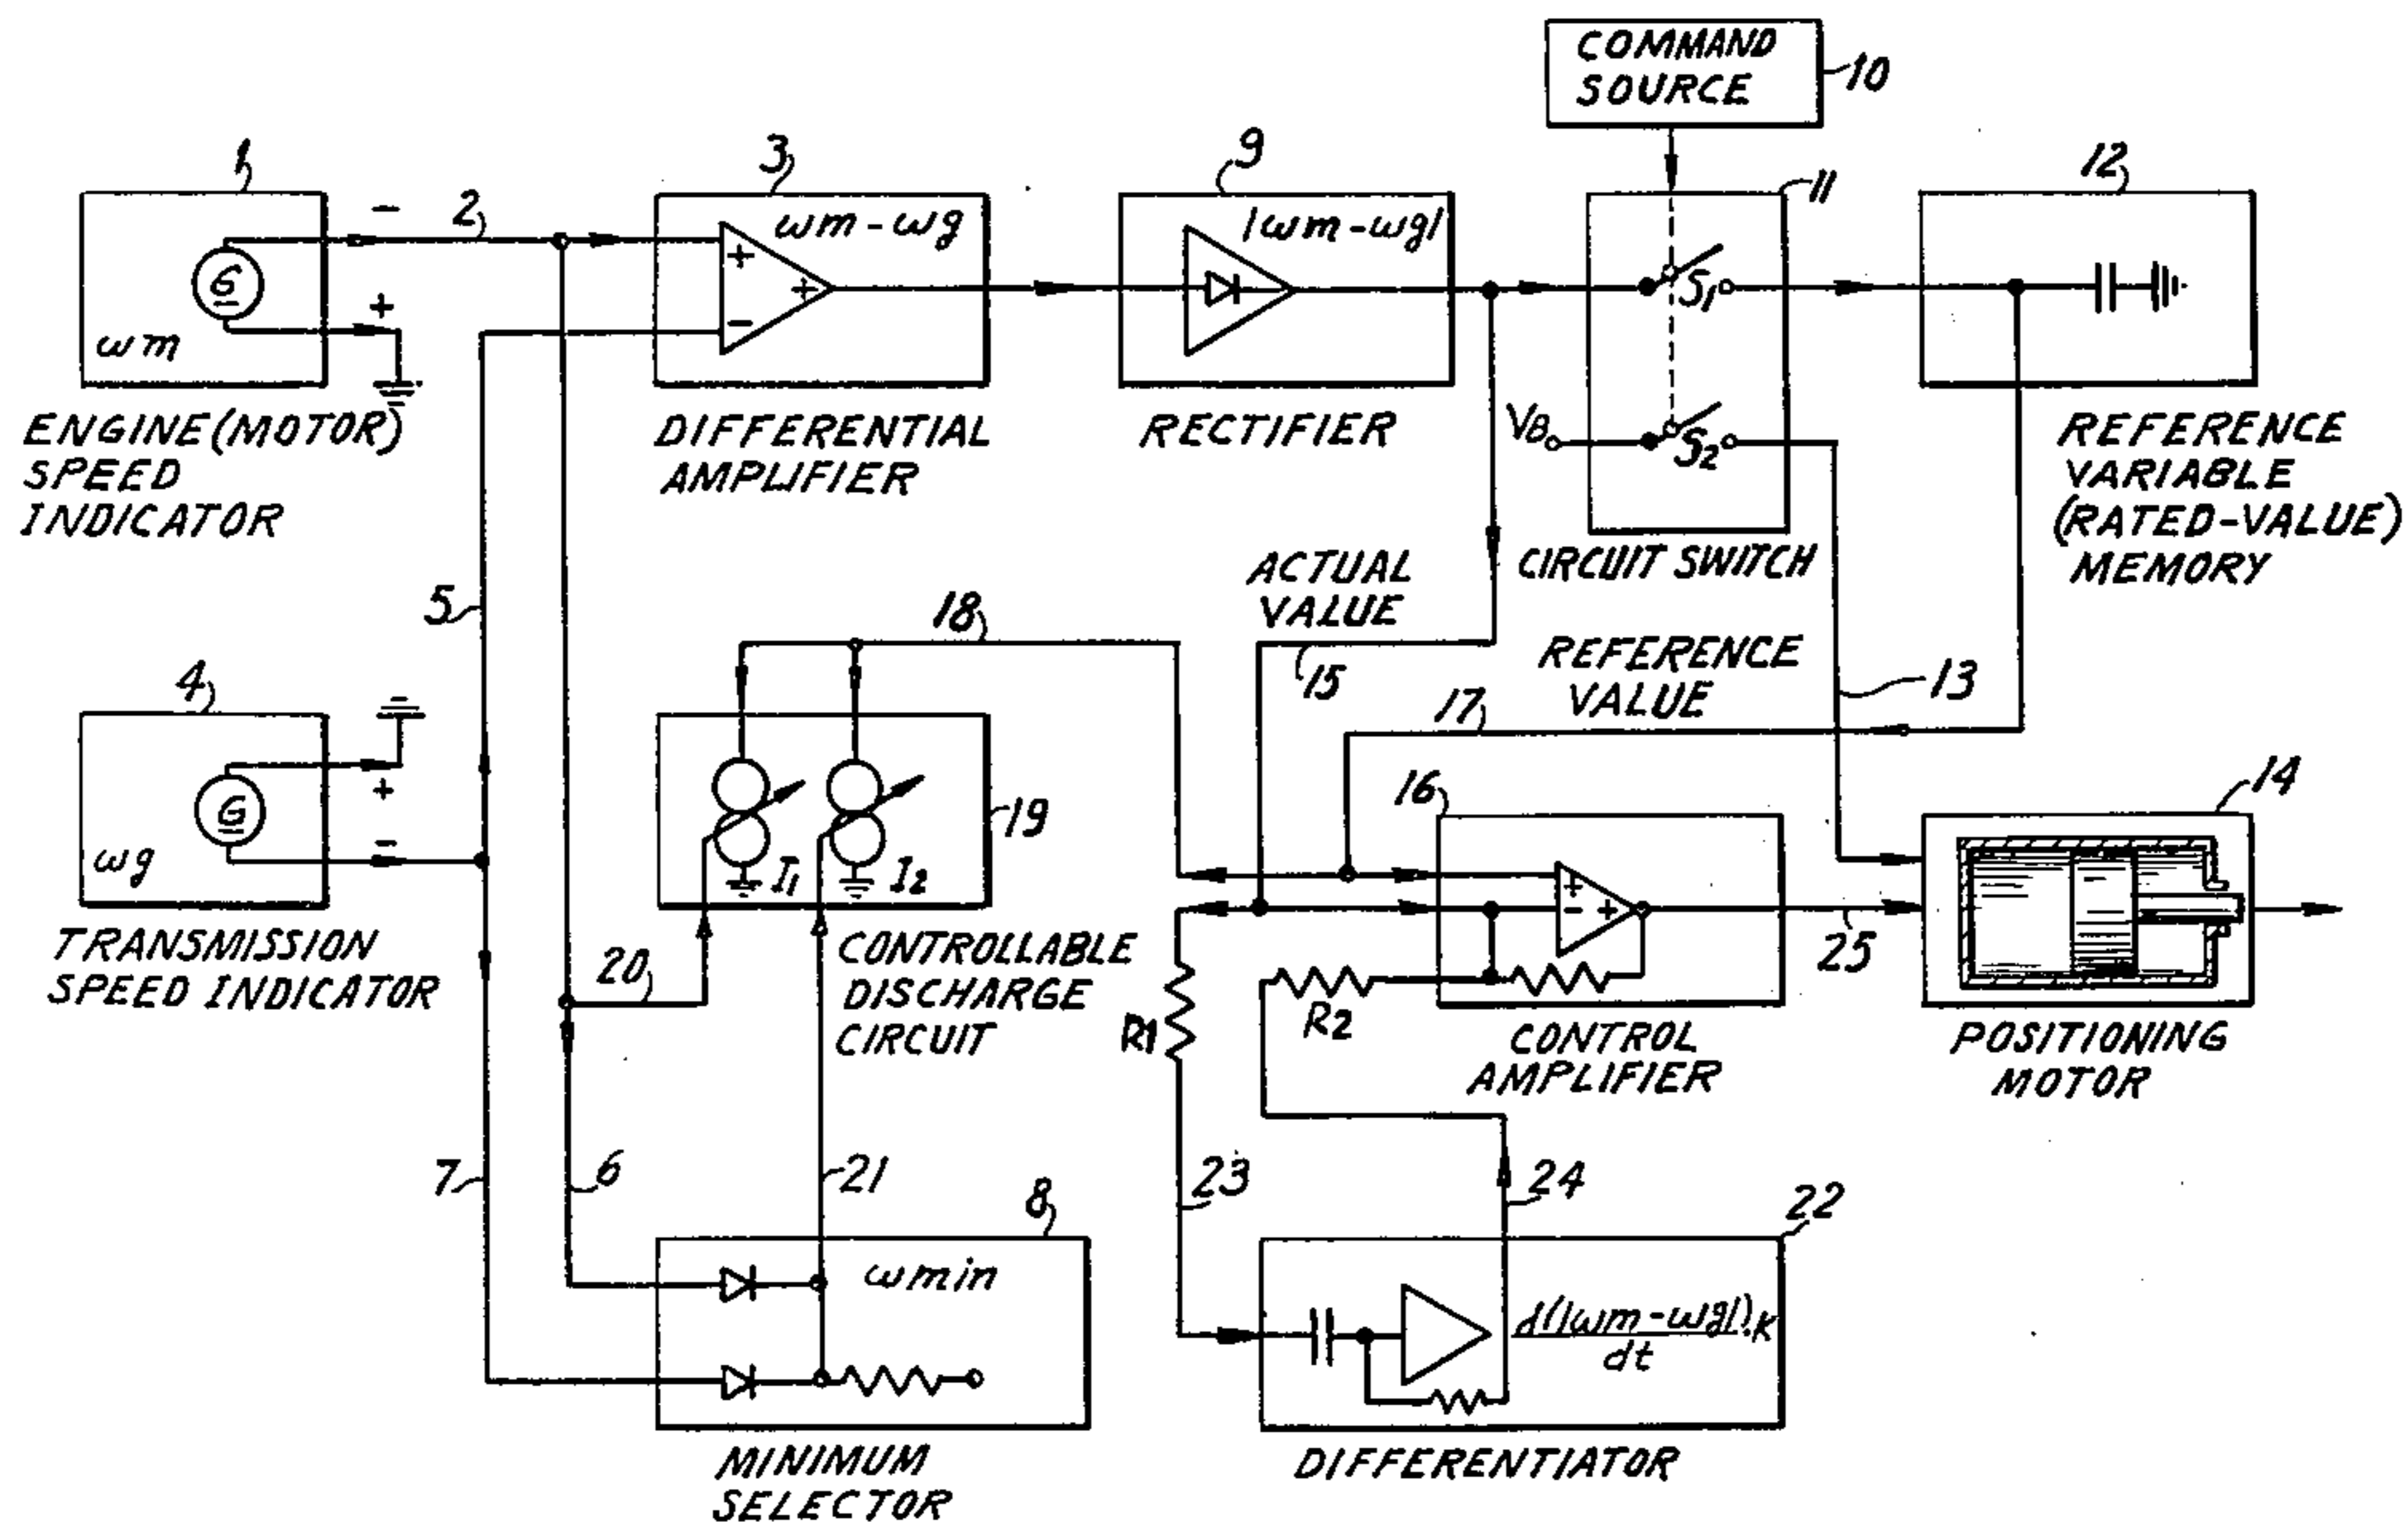 COMMAND
SOURCE
10
1
2
3
9
11
12
-
+
G
ωm
ENGINE (MOTOR)
SPEED
INDICATOR
ωm - ωg
+
-
+
DIFFERENTIAL
AMPLIFIER
|ωm - ωg|
RECTIFIER
S1
VB
S2
CIRCUIT SWITCH
REFERENCE
VARIABLE
(RATED-VALUE)
MEMORY
ACTUAL
VALUE
15
REFERENCE
VALUE
17
13
5
18
4
G
+
-
ωg
TRANSMISSION
SPEED INDICATOR
I1
I2
19
CONTROLLABLE
DISCHARGE
CIRCUIT
20
16
+
-
+
R1
R2
CONTROL
AMPLIFIER
25
14
POSITIONING
MOTOR
7
6
21
8
ωmin
MINIMUM
SELECTOR
23
24
22
d(|ωm - ωg|).K
dt
DIFFERENTIATOR